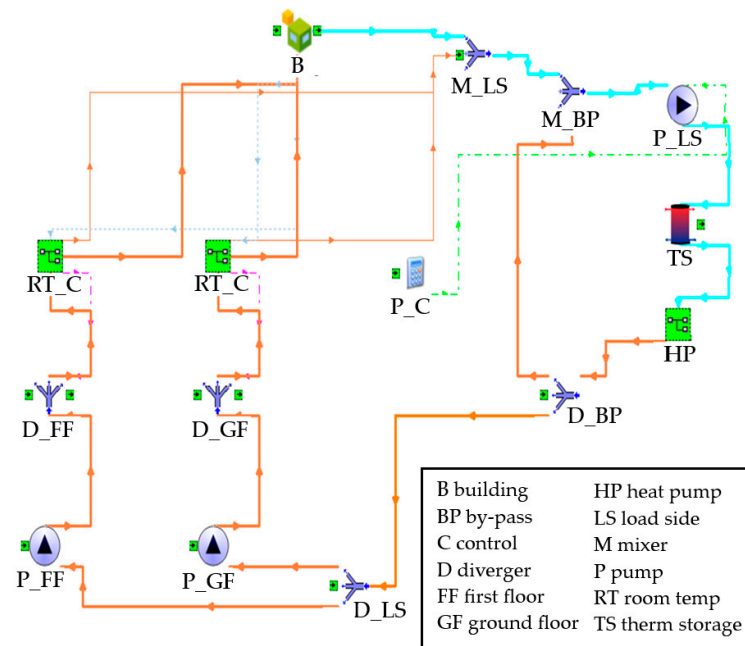 B
M_LS
M_BP
P_LS
RT_C
RT_C
P_C
TS
HP
D_FF
D_GF
D_BP
P_FF
P_GF
D_LS
B building
BP by-pass
C control
D diverger
FF first floor
GF ground floor
HP heat pump
LS load side
M mixer
P pump
RT room temp
TS therm storage